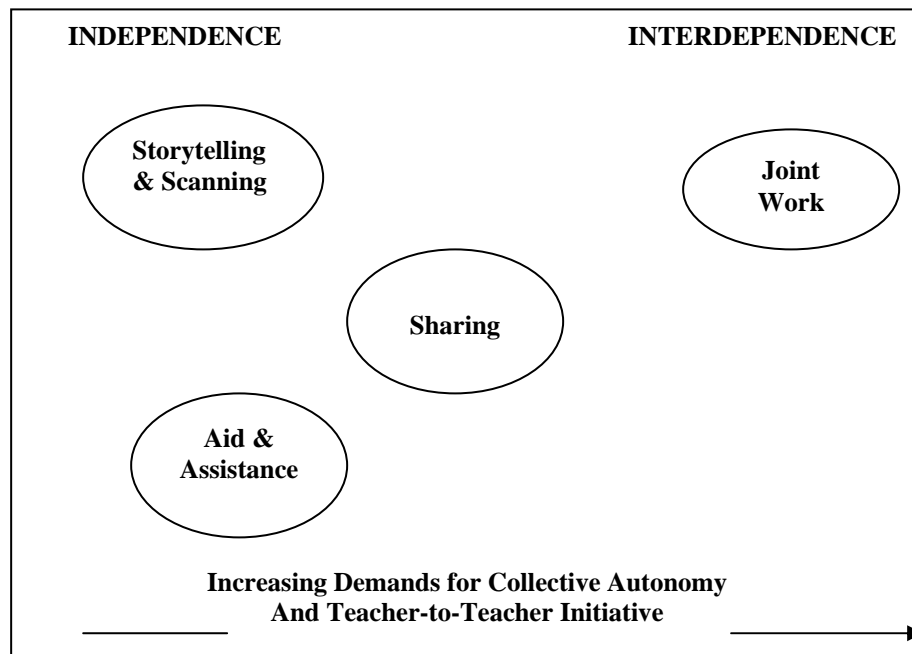 INDEPENDENCE
INTERDEPENDENCE
Storytelling
& Scanning
Joint
Work
Sharing
Aid &
Assistance
Increasing Demands for Collective Autonomy
And Teacher-to-Teacher Initiative